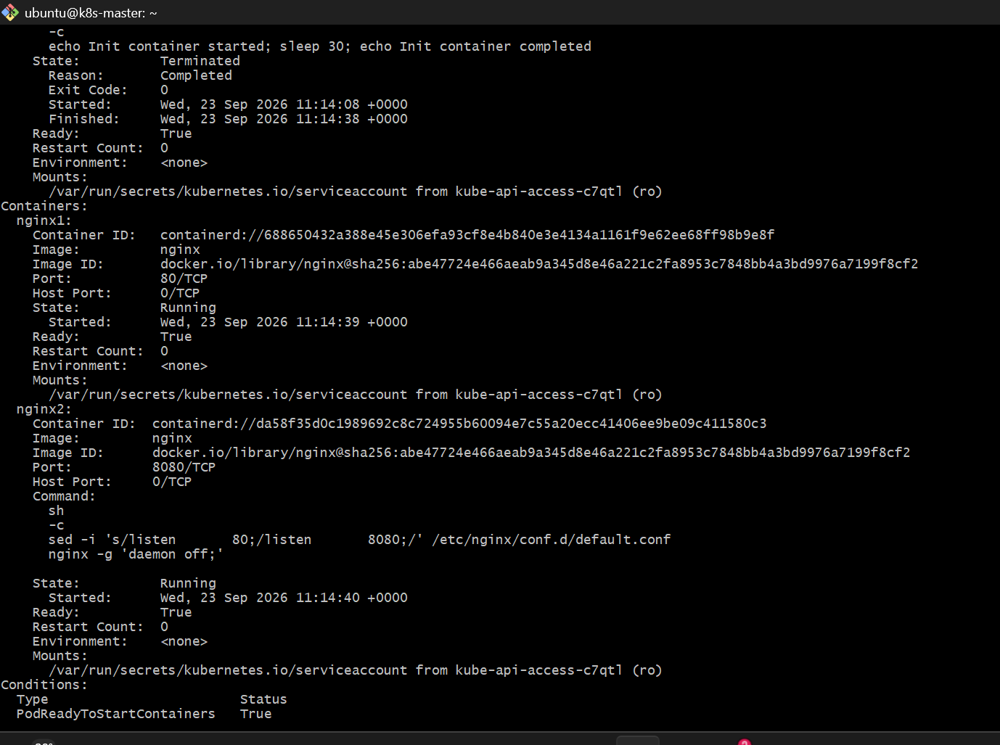 ubuntu@k8s-master: ~
-c
echo Init container started; sleep 30; echo Init container completed
State: Terminated
Reason: Completed
Exit Code: 0
Started: Wed, 23 Sep 2026 11:14:08 +0000
Finished: Wed, 23 Sep 2026 11:14:38 +0000
Ready: True
Restart Count: 0
Environment: <none>
Mounts:
/var/run/secrets/kubernetes.io/serviceaccount from kube-api-access-c7qtl (ro)
Containers:
nginx1:
Container ID: containerd://688650432a388e45e306efa93cf8e4b840e3e4134a1161f9e62ee68ff98b9e8f
Image: nginx
Image ID: docker.io/library/nginx@sha256:abe47724e466aeab9a345d8e46a221c2fa8953c7848bb4a3bd9976a7199f8cf2
Port: 80/TCP
Host Port: 0/TCP
State: Running
Started: Wed, 23 Sep 2026 11:14:39 +0000
Ready: True
Restart Count: 0
Environment: <none>
Mounts:
/var/run/secrets/kubernetes.io/serviceaccount from kube-api-access-c7qtl (ro)
nginx2:
Container ID: containerd://da58f35d0c1989692c8c724955b60094e7c55a20ecc41406ee9be09c411580c3
Image: nginx
Image ID: docker.io/library/nginx@sha256:abe47724e466aeab9a345d8e46a221c2fa8953c7848bb4a3bd9976a7199f8cf2
Port: 8080/TCP
Host Port: 0/TCP
Command:
sh
-c
sed -i 's/listen       80;/listen       8080;/' /etc/nginx/conf.d/default.conf
nginx -g 'daemon off;'
State: Running
Started: Wed, 23 Sep 2026 11:14:40 +0000
Ready: True
Restart Count: 0
Environment: <none>
Mounts:
/var/run/secrets/kubernetes.io/serviceaccount from kube-api-access-c7qtl (ro)
Conditions:
Type Status
PodReadyToStartContainers True